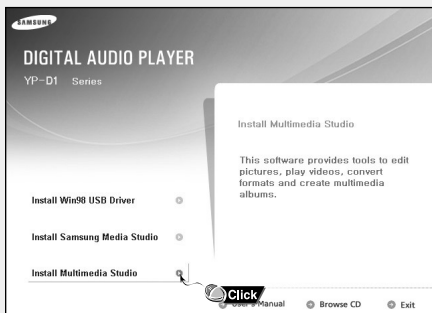 SAMSUNG
DIGITAL AUDIO PLAYER
YP-D1 Series
Install Multimedia Studio
This software provides tools to edit
pictures, play videos, convert
formats and create multimedia
albums.
Install Win98 USB Driver
Install Samsung Media Studio
Install Multimedia Studio
Click
User's Manual
Browse CD
Exit